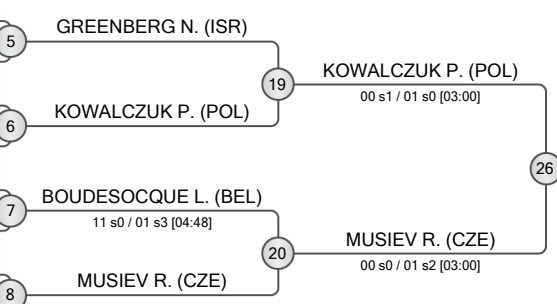 GREENBERG N. (ISR)
5
19
KOWALCZUK P. (POL)
00 s1 / 01 s0 [03:00]
KOWALCZUK P. (POL)
6
26
BOUDESOCQUE L. (BEL)
7
11 s0 / 01 s3 [04:48]
20
MUSIEV R. (CZE)
00 s0 / 01 s2 [03:00]
MUSIEV R. (CZE)
8